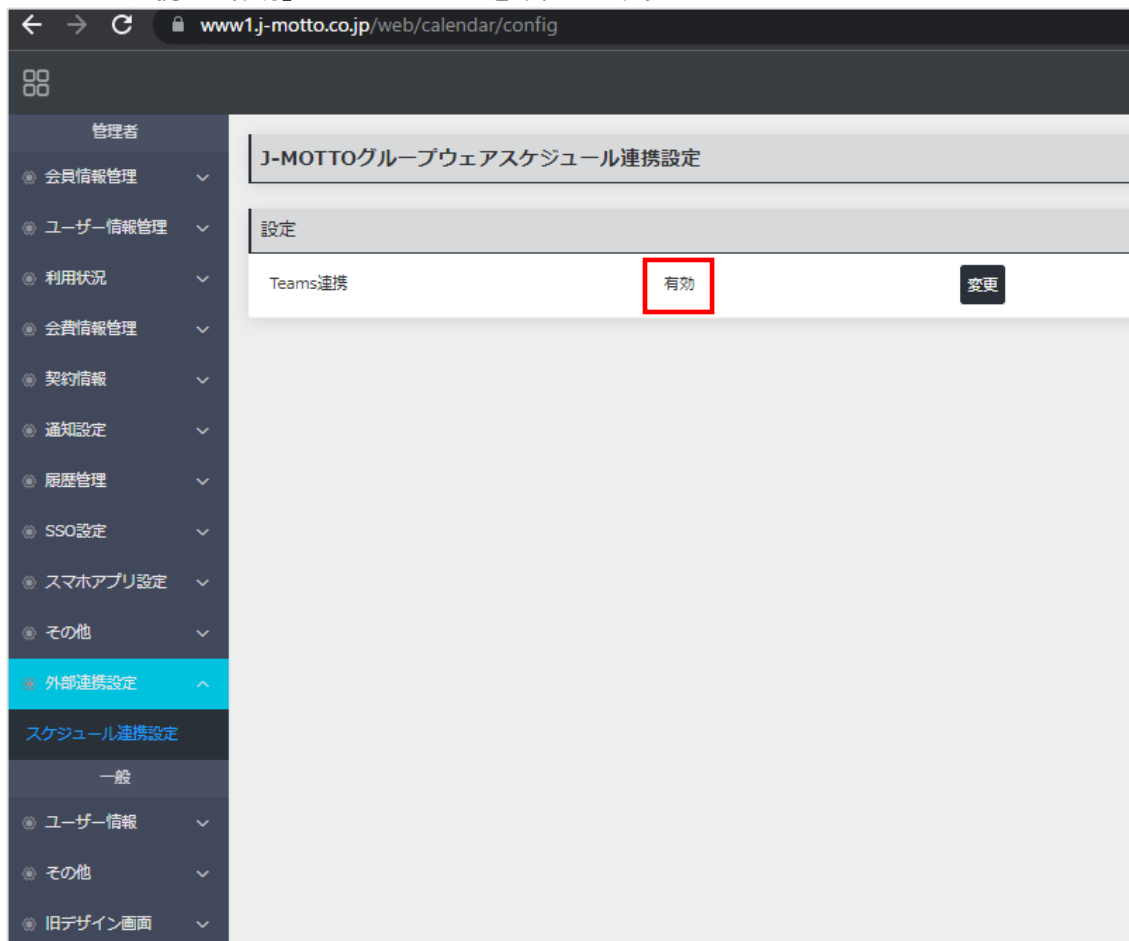 www1.j-motto.co.jp/web/calendar/config
管理者
会員情報管理
ユーザー情報管理
利用状況
会費情報管理
契約情報
通知設定
履歴管理
SSO設定
スマホアプリ設定
その他
外部連携設定
スケジュール連携設定
一般
ユーザー情報
その他
旧デザイン画面
J-MOTTOグループウェアスケジュール連携設定
設定
Teams連携 有効 変更